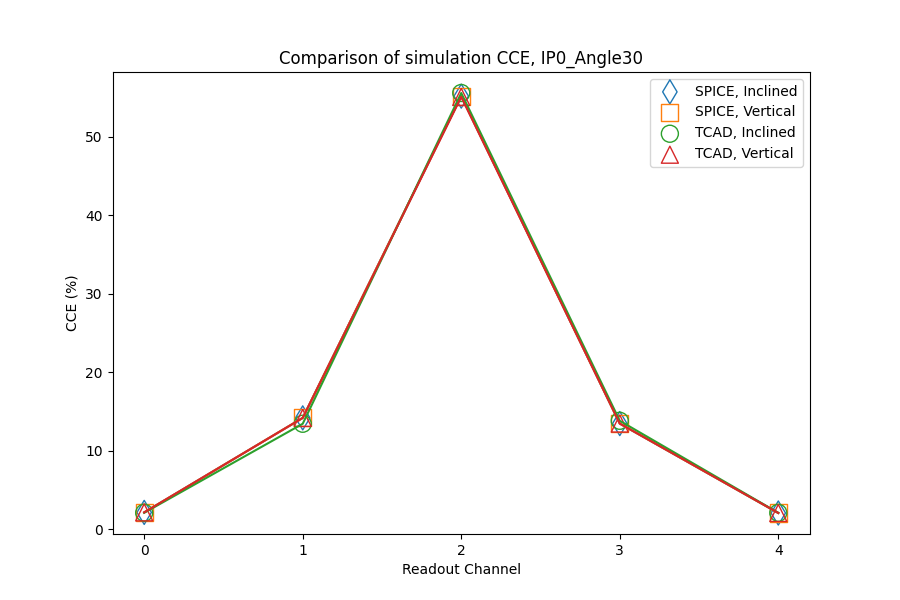 Comparison of simulation CCE, IP0_Angle30
SPICE, Inclined
SPICE, Vertical
TCAD, Inclined
TCAD, Vertical
CCE (%)
50
40
30
20
10
0
0 1 2 3 4
Readout Channel